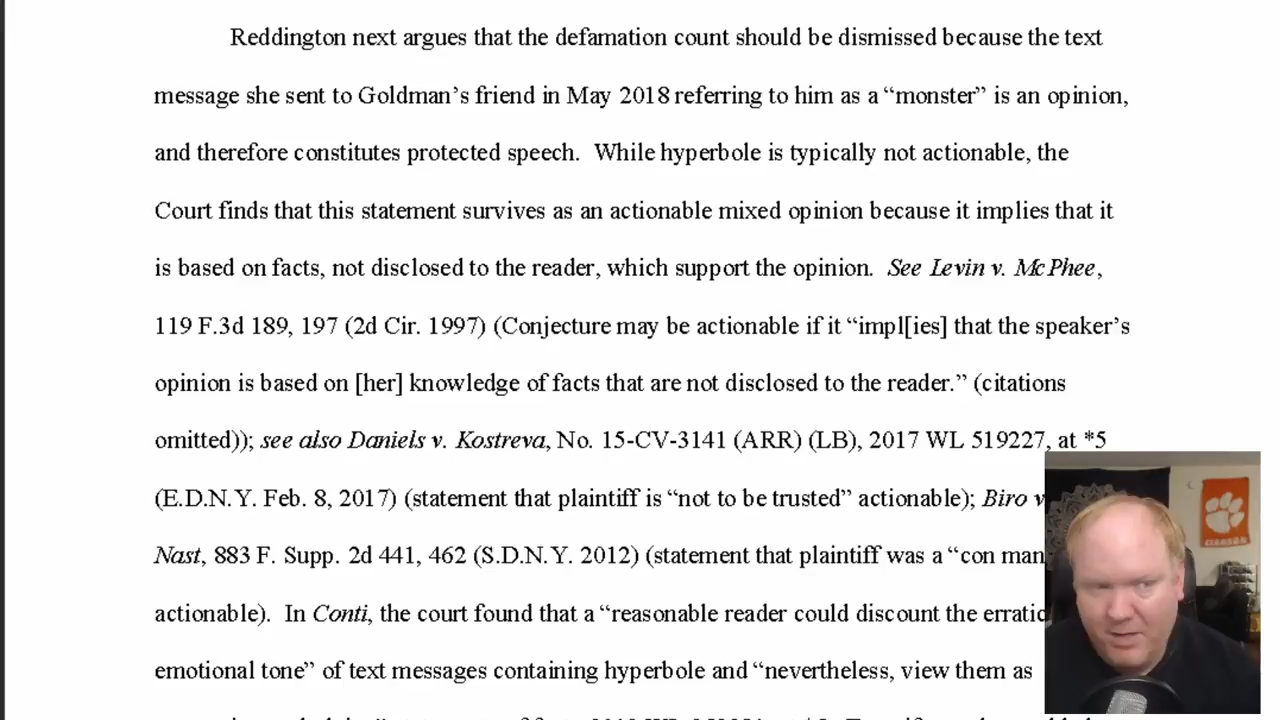 Reddington next argues that the defamation count should be dismissed because the text
message she sent to Goldman’s friend in May 2018 referring to him as a “monster” is an opinion,
and therefore constitutes protected speech.  While hyperbole is typically not actionable, the
Court finds that this statement survives as an actionable mixed opinion because it implies that it
is based on facts, not disclosed to the reader, which support the opinion.  See Levin v. McPhee,
119 F.3d 189, 197 (2d Cir. 1997) (Conjecture may be actionable if it “impl[ies] that the speaker’s
opinion is based on [her] knowledge of facts that are not disclosed to the reader.” (citations
omitted)); see also Daniels v. Kostreva, No. 15-CV-3141 (ARR) (LB), 2017 WL 519227, at *5
(E.D.N.Y. Feb. 8, 2017) (statement that plaintiff is “not to be trusted” actionable); Biro v
Nast, 883 F. Supp. 2d 441, 462 (S.D.N.Y. 2012) (statement that plaintiff was a “con man
actionable).  In Conti, the court found that a “reasonable reader could discount the erratic
emotional tone” of text messages containing hyperbole and “nevertheless, view them as
CLEMSON